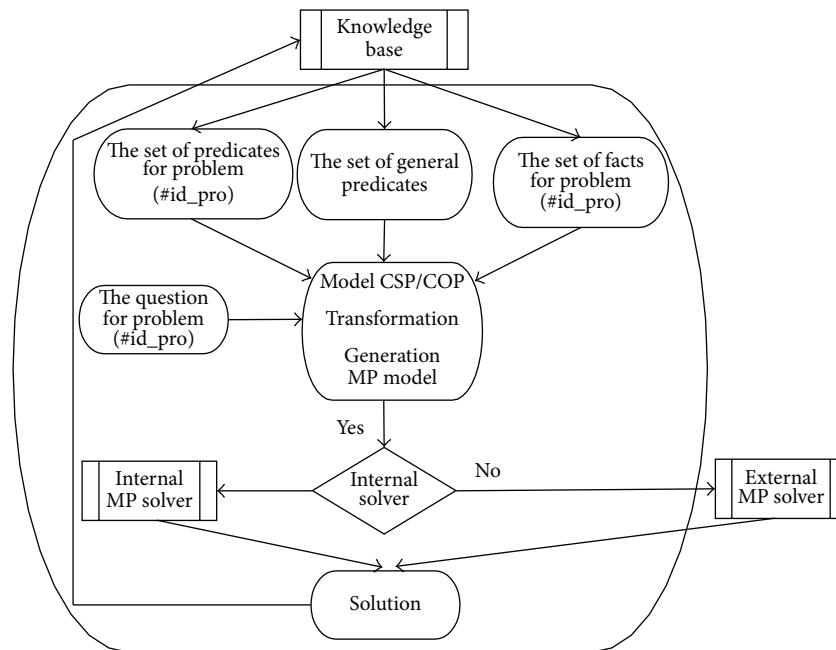 Knowledge
base
The set of predicates
for problem
(#id_pro)
The set of general
predicates
The set of facts
for problem
(#id_pro)
The question
for problem
(#id_pro)
Model CSP/COP
Transformation
Generation
MP model
Yes
Internal
MP solver
Internal
solver
No
External
MP solver
Solution